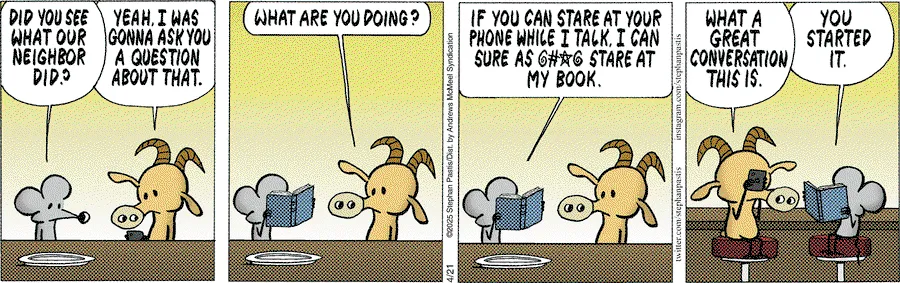 DID YOU SEE
WHAT OUR
NEIGHBOR
DID?
YEAH. I WAS
GONNA ASK YOU
A QUESTION
ABOUT THAT.
WHAT ARE YOU DOING?
©2025 Stephan Pastis/Dist. by Andrews McMeel Syndication
4/21
IF YOU CAN STARE AT YOUR
PHONE WHILE I TALK, I CAN
SURE AS @#☆@ STARE AT
MY BOOK.
twitter.com/stephanpastis
instagram.com/stephanpastis
WHAT A
GREAT
CONVERSATION
THIS IS.
YOU
STARTED
IT.